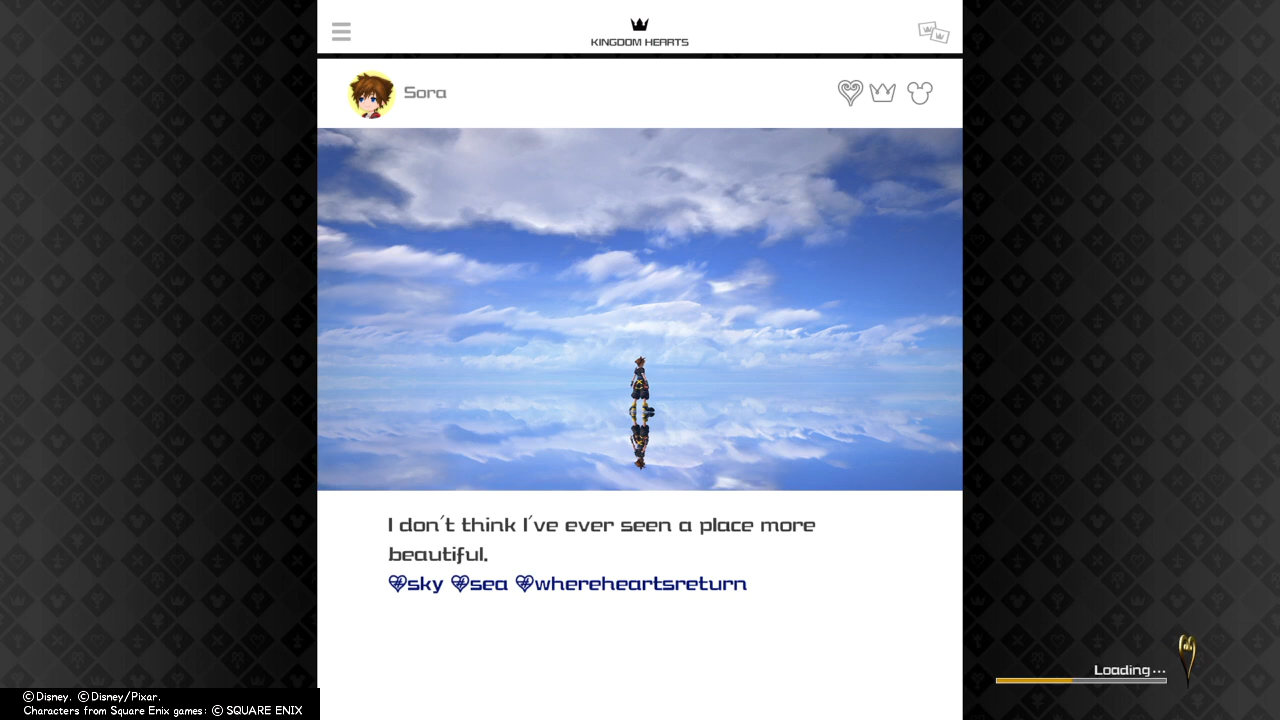 KINGDOM HEARTS
Sora
I don't think I've ever seen a place more
beautiful.
#sky #sea #whereheartsreturn
Loading...
©Disney. ©Disney/Pixar.
Characters from Square Enix games: © SQUARE ENIX